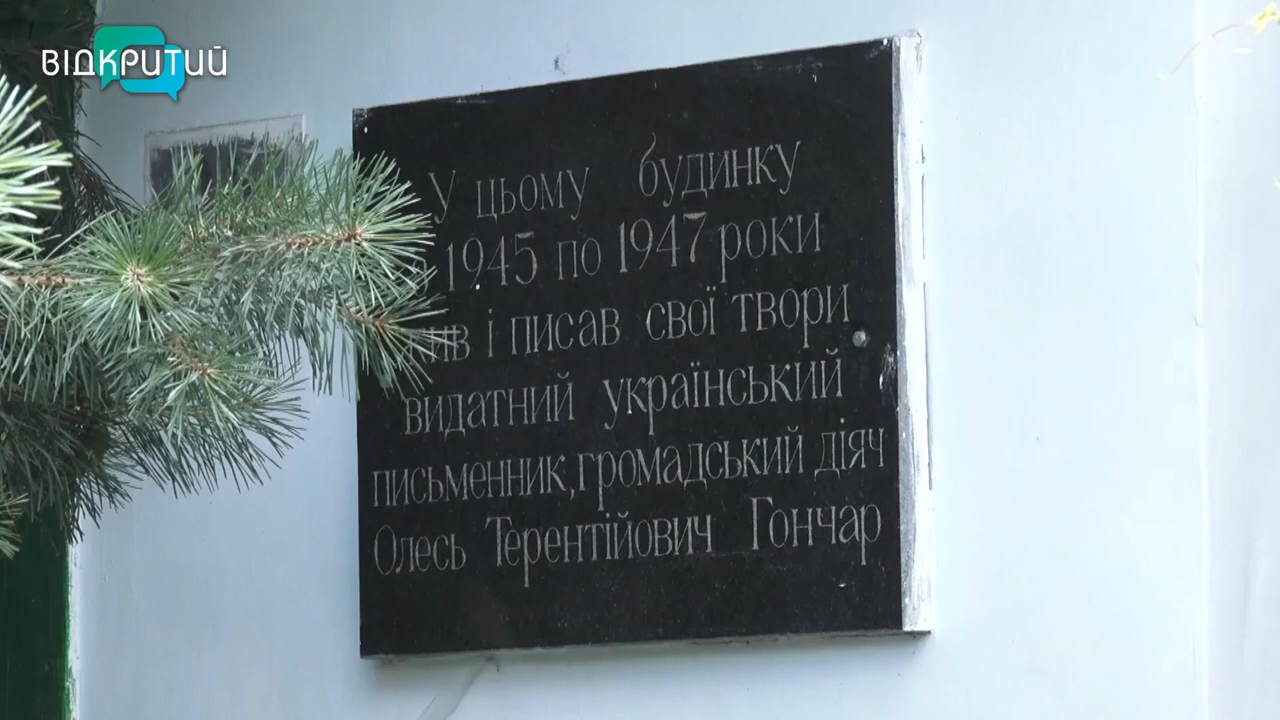 ВІДКРИТИЙ
У цьому будинку
1945 по 1947 роки
і писав свої твори
видатний український
письменник, громадський діяч
Олесь Терентійович Гончар